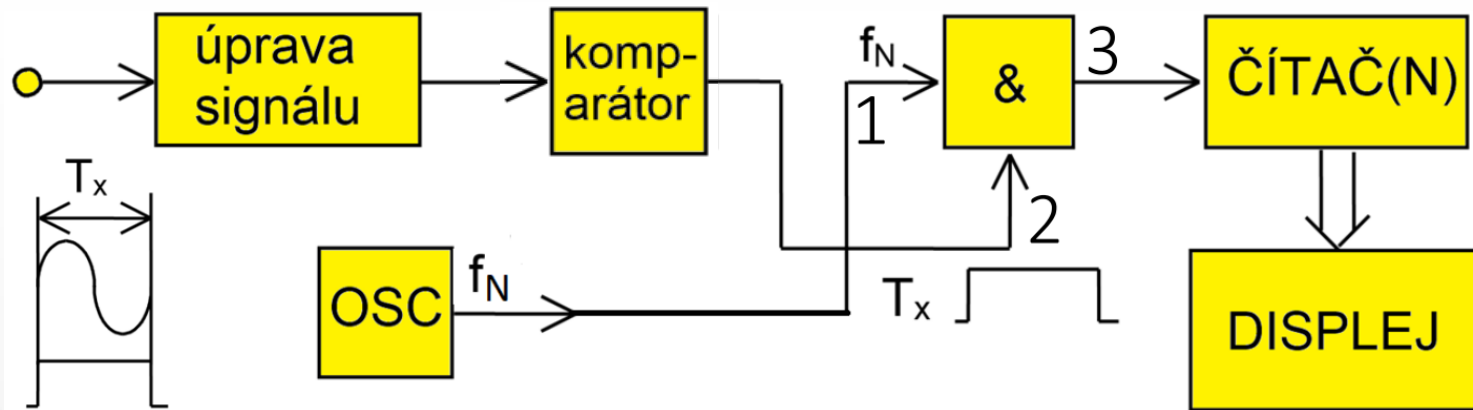 úprava
signálu
komp-
arátor
f_N
1
&
3
ČÍTAČ(N)
T_x
2
OSC
f_N
T_x
DISPLEJ